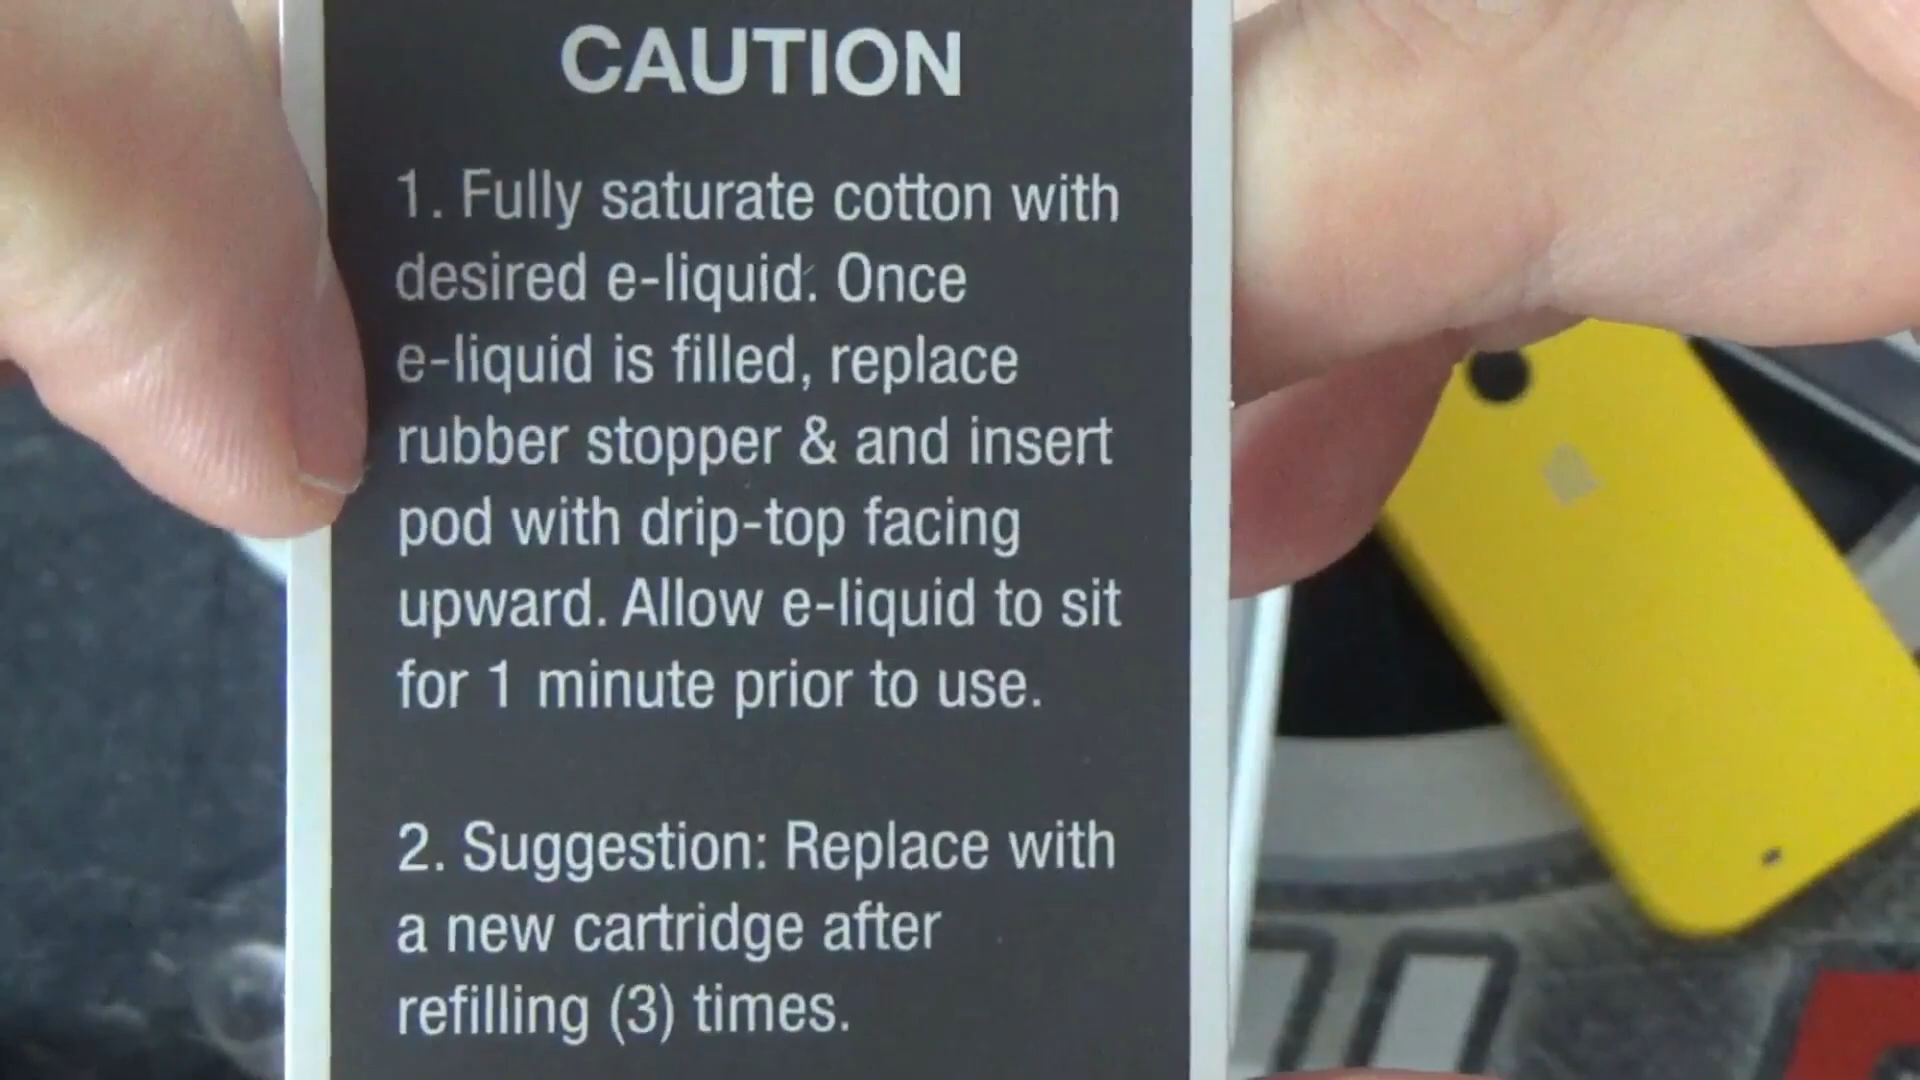 CAUTION
1. Fully saturate cotton with
desired e-liquid. Once
e-liquid is filled, replace
rubber stopper & and insert
pod with drip-top facing
upward. Allow e-liquid to sit
for 1 minute prior to use.
2. Suggestion: Replace with
a new cartridge after
refilling (3) times.